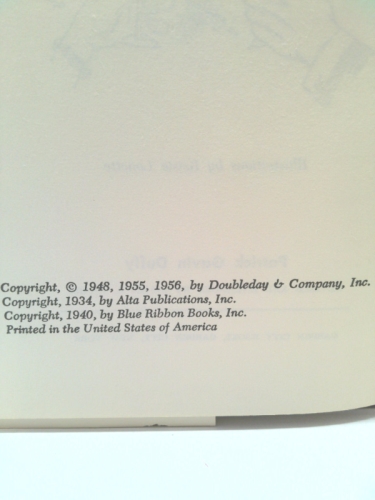 Copyright, © 1948, 1955, 1956, by Doubleday & Company, Inc.
Copyright, 1934, by Alta Publications, Inc.
Copyright, 1940, by Blue Ribbon Books, Inc.
Printed in the United States of America